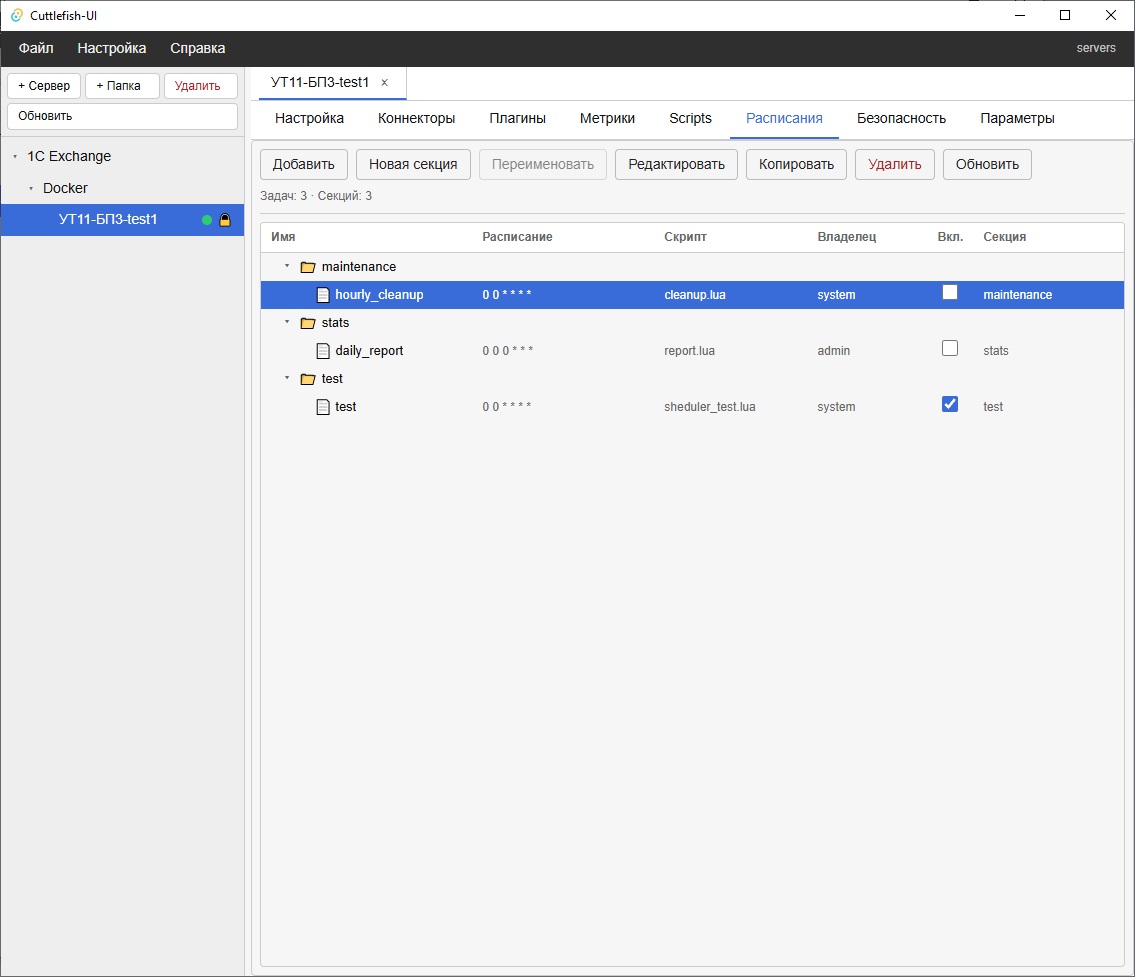 Cuttlefish-UI
Файл Настройка Справка servers
+ Сервер + Папка Удалить
Обновить
1C Exchange
Docker
УТ11-БП3-test1
УТ11-БП3-test1 ×
Настройка Коннекторы Плагины Метрики Scripts Расписания Безопасность Параметры
Добавить Новая секция Переименовать Редактировать Копировать Удалить Обновить
Задач: 3 · Секций: 3
Имя Расписание Скрипт Владелец Вкл. Секция
maintenance
hourly_cleanup 0 0 * * * * cleanup.lua system maintenance
stats
daily_report 0 0 0 * * * report.lua admin stats
test
test 0 0 * * * * sheduler_test.lua system test